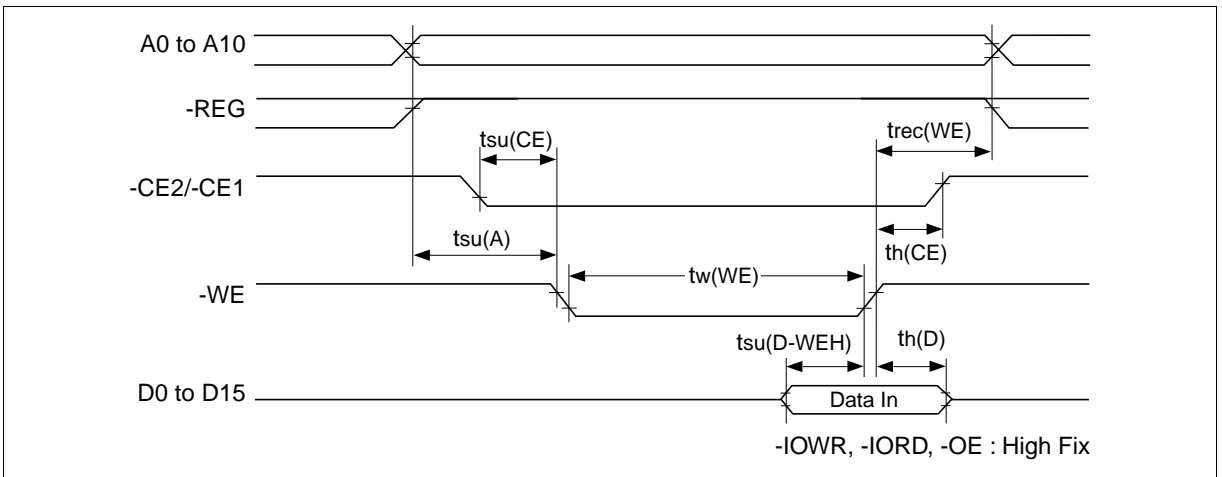 A0 to A10
-REG
tsu(CE)
trec(WE)
-CE2/-CE1
tsu(A)
th(CE)
tw(WE)
-WE
tsu(D-WEH)
th(D)
D0 to D15
Data In
-IOWR, -IORD, -OE : High Fix